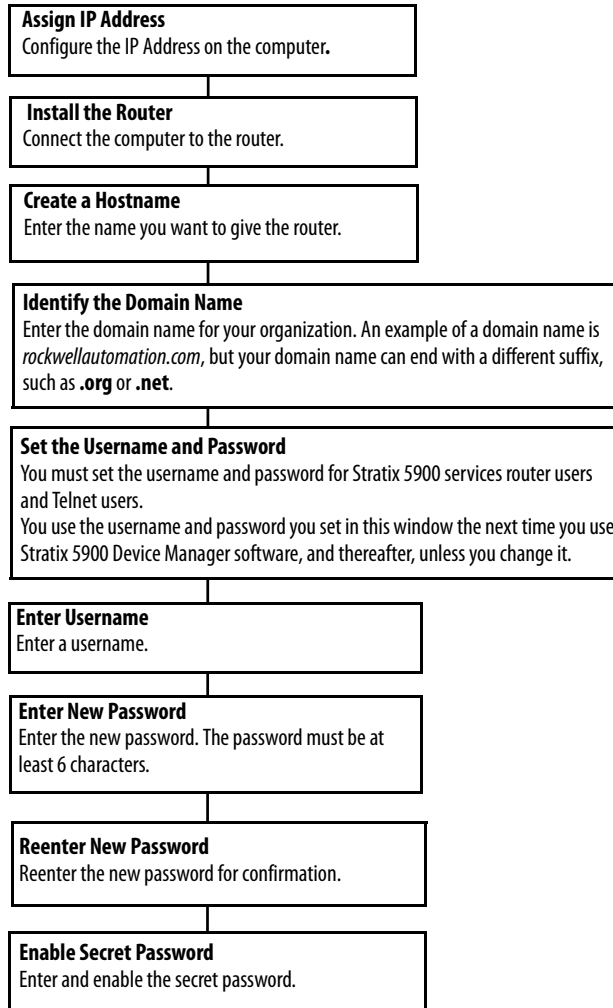 Assign IP Address
Configure the IP Address on the computer.
Install the Router
Connect the computer to the router.
Create a Hostname
Enter the name you want to give the router.
Identify the Domain Name
Enter the domain name for your organization. An example of a domain name is
rockwellautomation.com, but your domain name can end with a different suffix,
such as .org or .net.
Set the Username and Password
You must set the username and password for Stratix 5900 services router users
and Telnet users.
You use the username and password you set in this window the next time you use
Stratix 5900 Device Manager software, and thereafter, unless you change it.
Enter Username
Enter a username.
Enter New Password
Enter the new password. The password must be at
least 6 characters.
Reenter New Password
Reenter the new password for confirmation.
Enable Secret Password
Enter and enable the secret password.